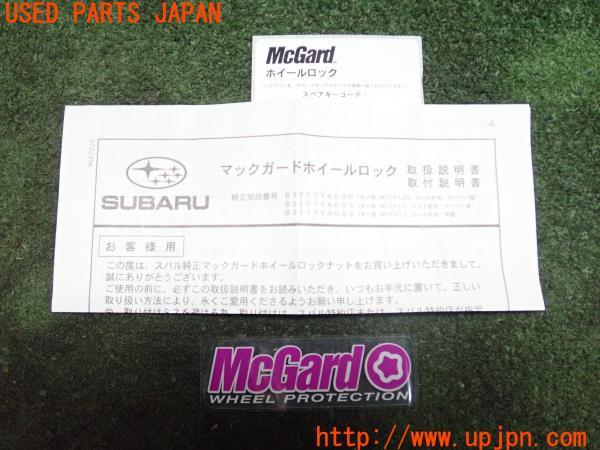 USED PARTS JAPAN
McGard®
ホイールロック
スペアキーコード：
072299K
SUBARU
マックガードホイールロック 取扱説明書
取付説明書
純正部品番号
B3277YA000
B3277YA005
お客様用
この度は、スバル純正マックガードホイールロックナットをお買い上げいただきまして、
誠にありがとうございます。
ご使用の前に、必ずこの取扱説明書をお読みいただき、いつもお手元に置いて、正しい
取り扱い方法により、永くご愛用くださるようお願い申し上げます。
McGard
WHEEL PROTECTION
http://www.upjpn.com/